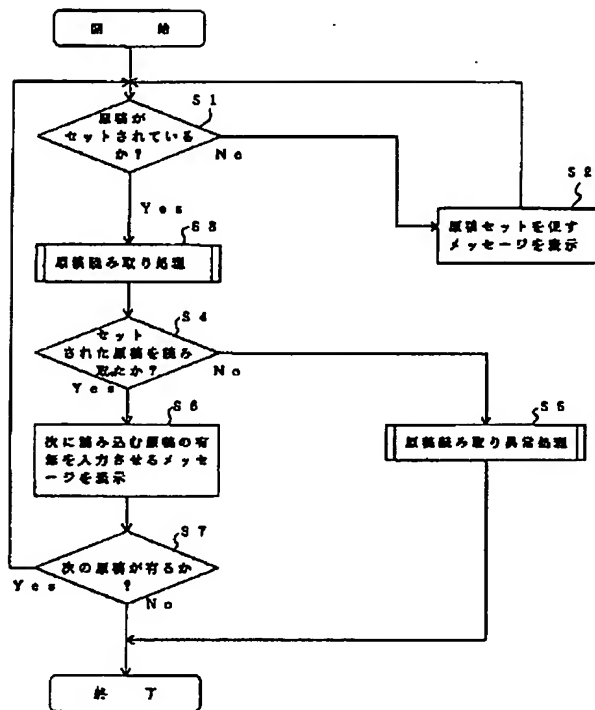 開 始
S1
原稿が
セットされている
か?
No
Yes
S2
原稿セットを促す
メッセージを表示
S3
原稿読み取り処理
S4
セット
された原稿を読み
取たか?
Yes
No
S6
次に読み込む原稿の有
無を入力させるメッセ
ージを表示
S5
原稿読み取り異常処理
S7
次の原稿が有るか
?
Yes
No
終 了